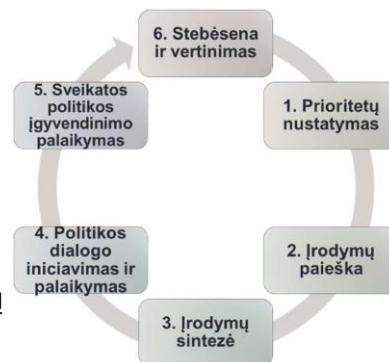 6. Stebėsena
ir vertinimas
1. Prioritetų
nustatymas
2. Įrodymų
paieška
3. Įrodymų
sintezė
4. Politikos
dialogo
iniciavimas ir
palaikymas
5. Sveikatos
politikos
įgyvendinimo
palaikymas